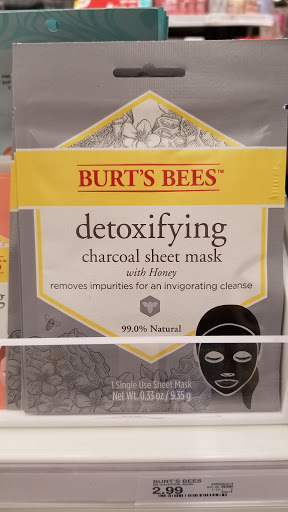 BURT'S BEES™
detoxifying
charcoal sheet mask
with Honey
removes impurities for an invigorating cleanse
99.0% Natural
1 Single Use Sheet Mask
Net Wt. 0.33 oz / 9.35 g
BURT'S BEES
2.99